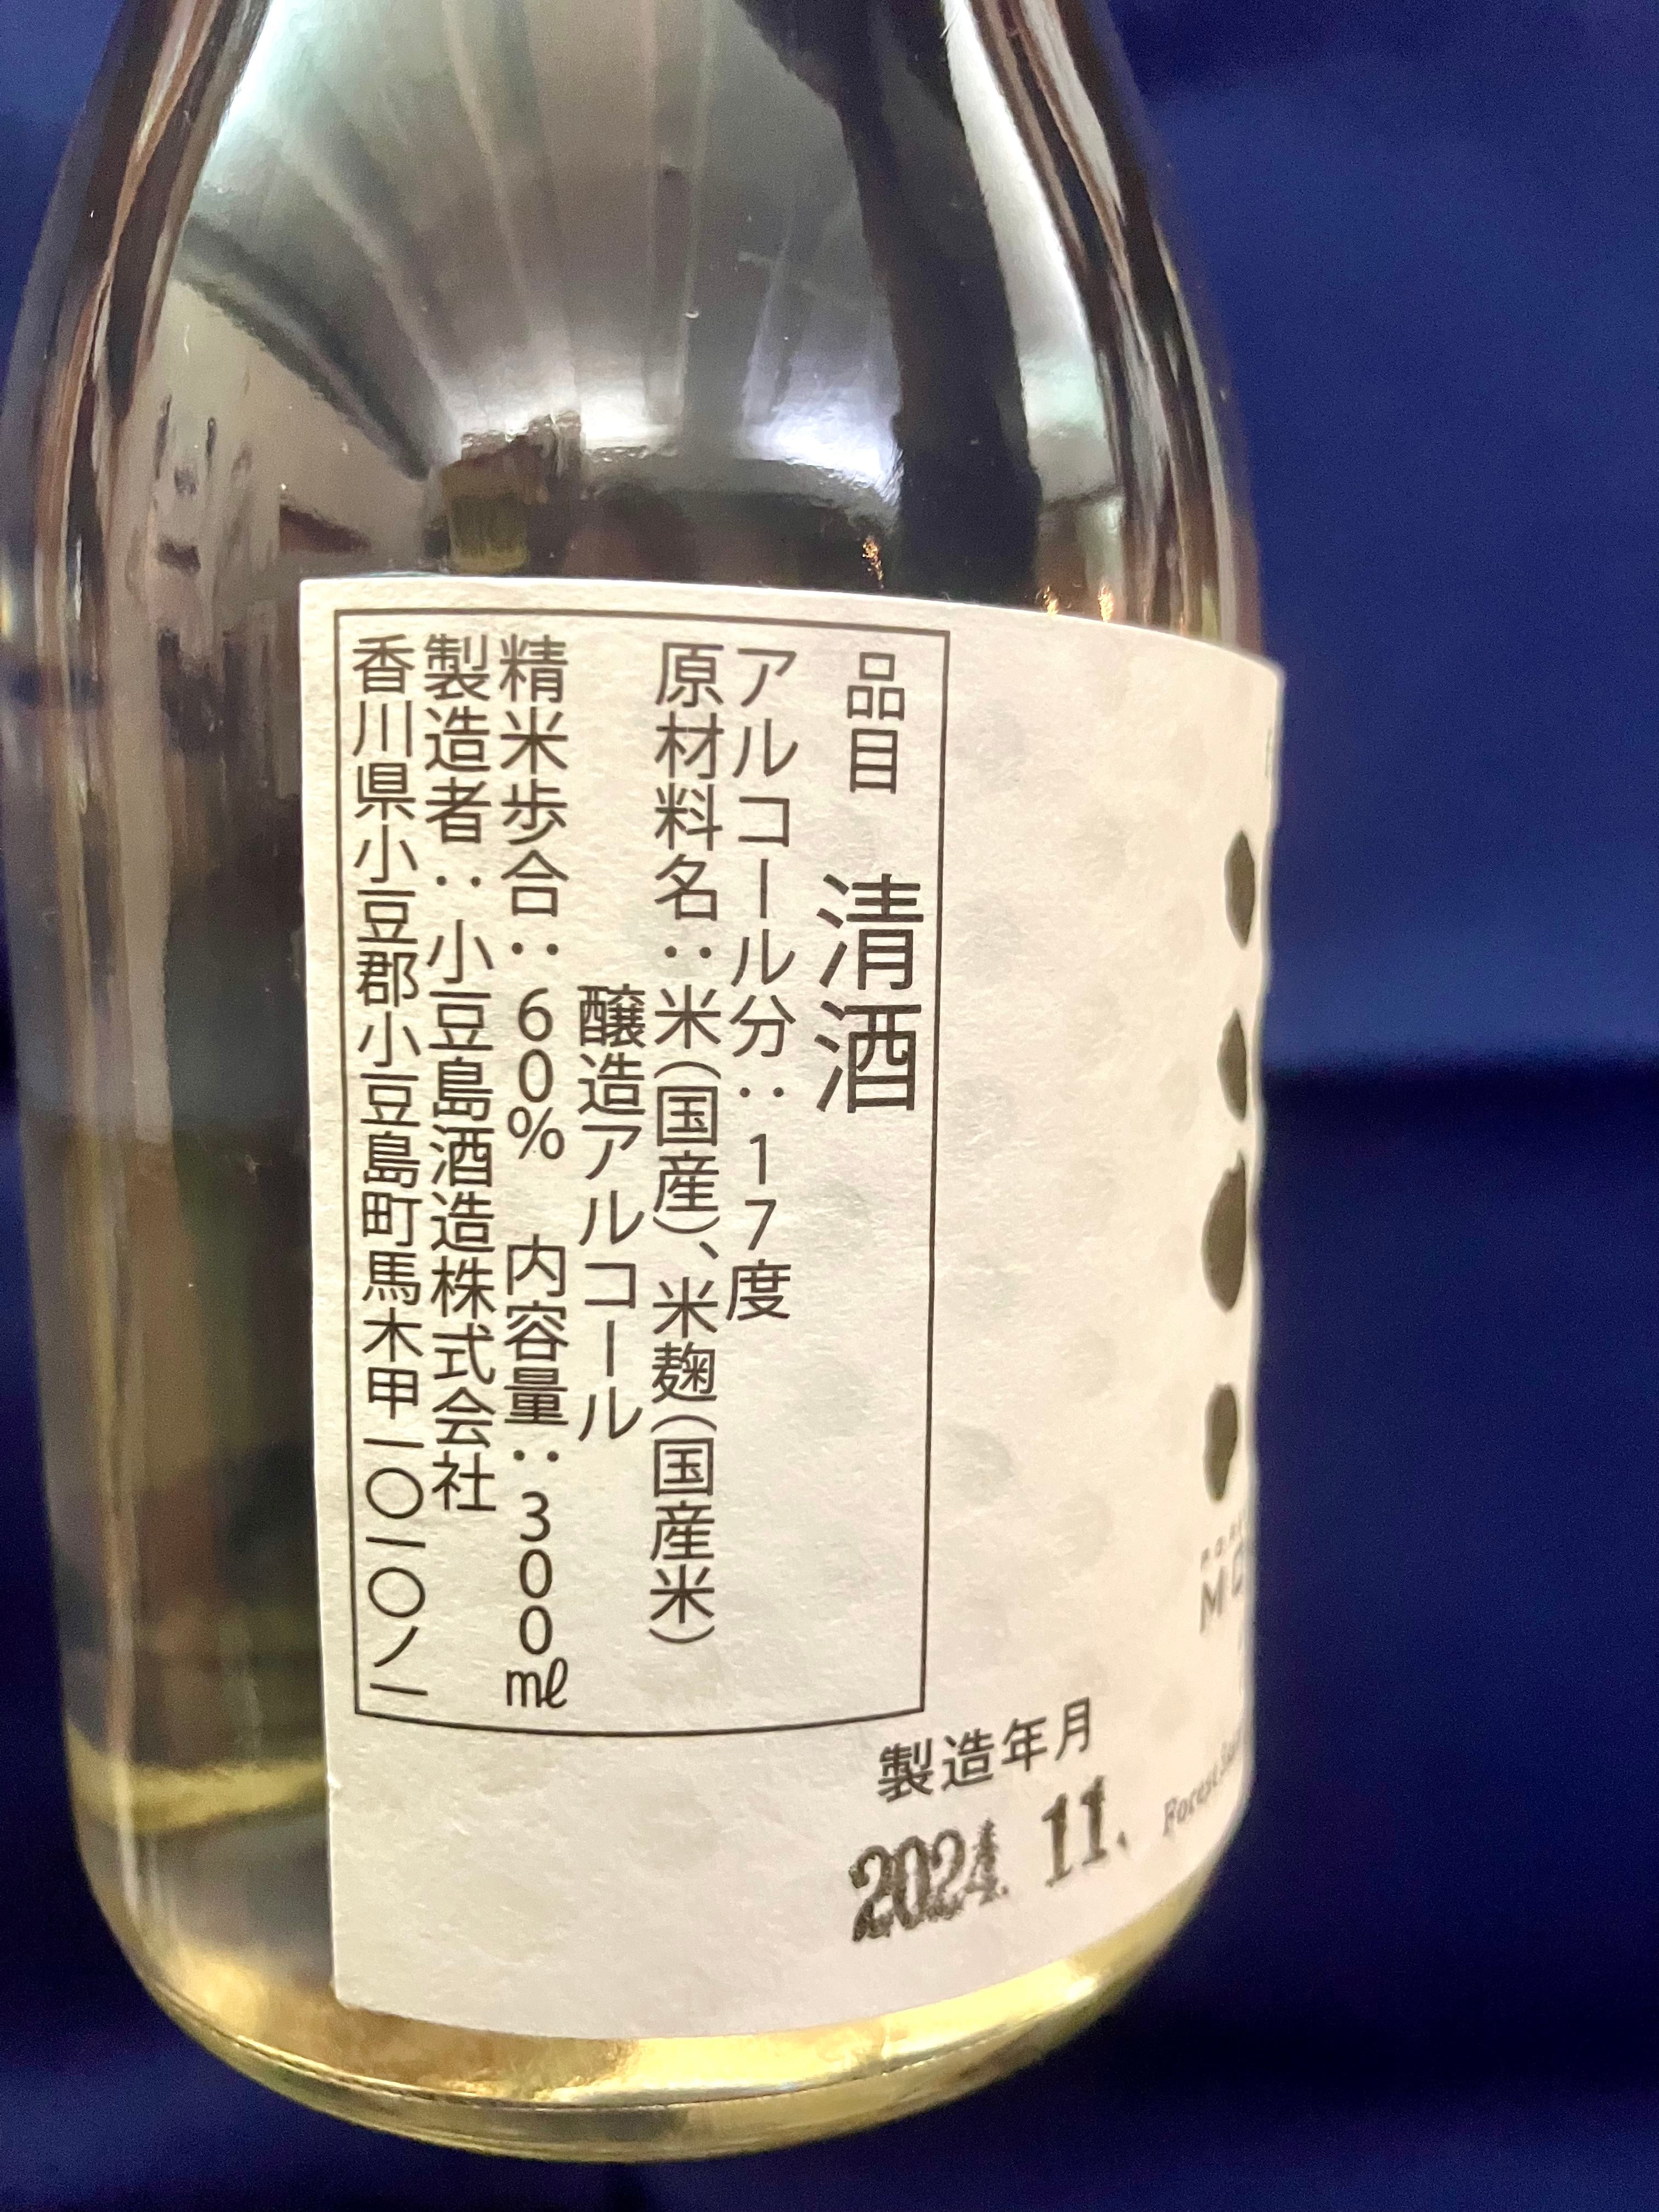 品目 清酒
アルコール分：17度
原材料名：米（国産）、米麹（国産米）
醸造アルコール
精米歩合：60% 内容量：300㎖
製造者：小豆島酒造株式会社
香川県小豆郡小豆島町馬木甲一〇一〇ノ一
製造年月
2024. 11.